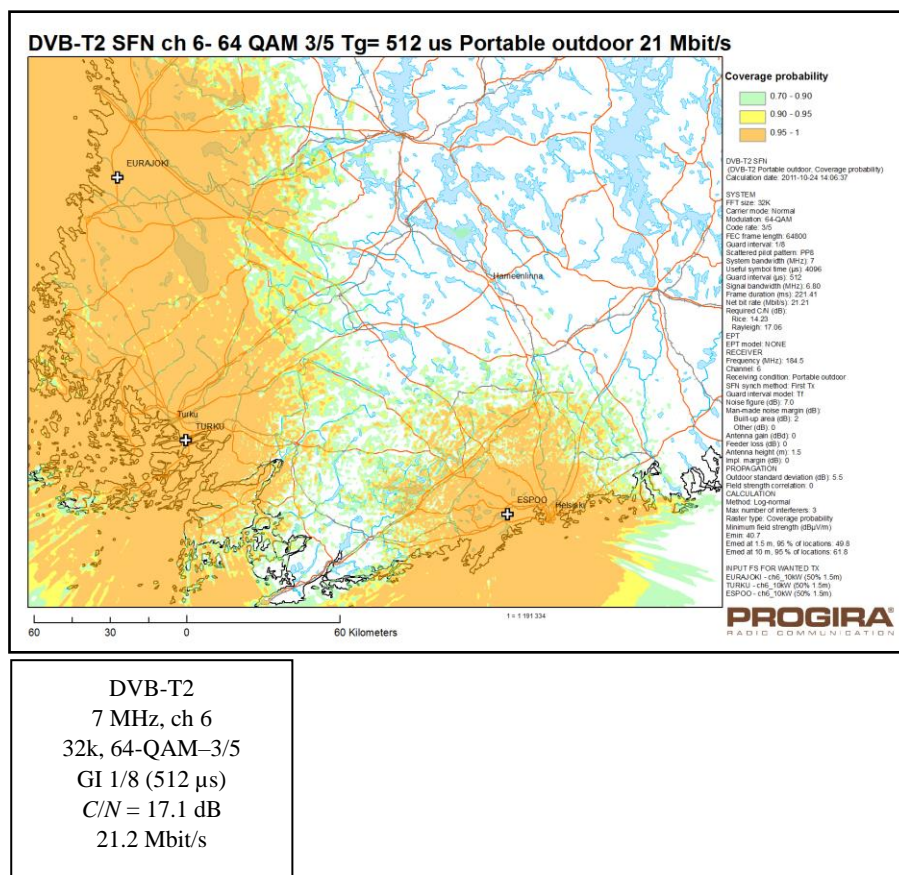 DVB-T2 SFN ch 6- 64 QAM 3/5 Tg= 512 us Portable outdoor 21 Mbit/s
Coverage probability
0.70 - 0.90
0.90 - 0.95
0.95 - 1
DVB-T2 SFN
(DVB-T2 Portable outdoor, Coverage probability)
Calculation date: 2011-10-24 14.06.37
SYSTEM
FFT size: 32K
Carrier mode: Normal
Modulation: 64-QAM
Code rate: 3/5
FEC frame length: 64800
Guard interval: 1/8
Scattered pilot pattern: PP8
System bandwidth (MHz): 7
Useful symbol time (µs): 4096
Guard interval (µs): 512
Signal bandwidth (MHz): 6.80
Frame duration (ms): 221.41
Net bit rate (Mbit/s): 21.21
Required C/N (dB):
Rice: 14.23
Rayleigh: 17.06
EPT
EPT model: NONE
RECEIVER
Frequency (MHz): 184.5
Channel: 6
Receiving condition: Portable outdoor
SFN synch method: First Tx
Guard interval model: T1
Noise figure (dB): 7.0
Man-made noise margin (dB):
Built-up area (dB): 2
Other (dB): 0
Antenna gain (dBd): 0
Feeder loss (dB): 0
Antenna height (m): 1.5
Impl. margin (dB): 0
PROPAGATION
Outdoor standard deviation (dB): 5.5
Field strength correlation: 0
CALCULATION
Method: Log-normal
Max number of interferers: 3
Raster type: Coverage probability
Minimum field strength (dBµV/m)
Emin: 40.7
Emed at 1.5 m, 95 % of locations: 49.8
Emed at 10 m, 95 % of locations: 61.8
INPUT FS FOR WANTED TX
EURAJOKI - ch6_10kW (50% 1.5m)
TURKU - ch6_10kW (50% 1.5m)
ESPOO - ch6_10kW (50% 1.5m)
EURAJOKI
Hämeenlinna
Turku
TURKU
ESPOO
Helsinki
1 = 1 191 334
60 30 0 60 Kilometers
PROGIRA®
RADIO COMMUNICATION
DVB-T2
7 MHz, ch 6
32k, 64-QAM–3/5
GI 1/8 (512 µs)
C/N = 17.1 dB
21.2 Mbit/s